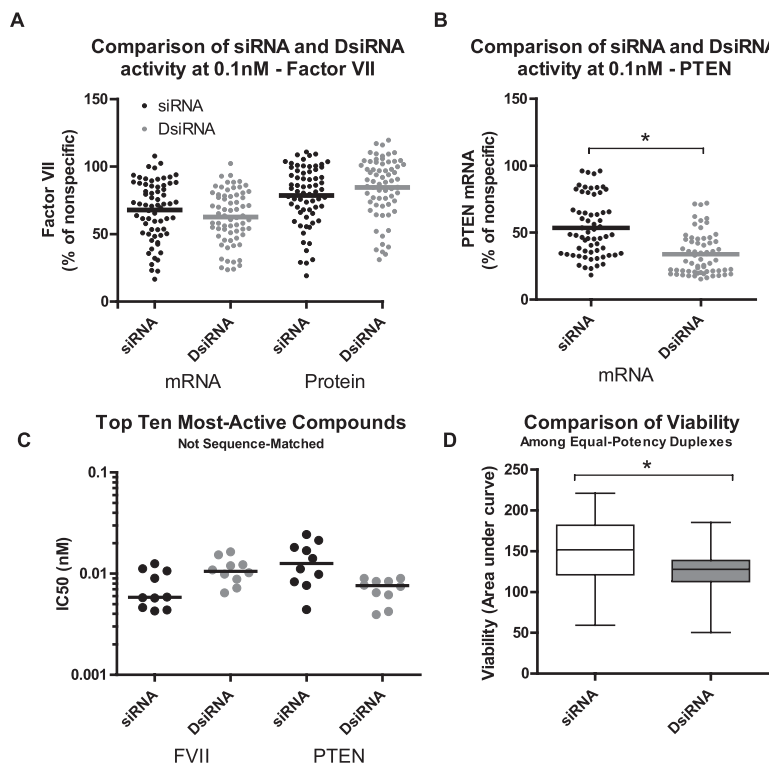 A
Comparison of siRNA and DsiRNA
activity at 0.1nM - Factor VII
Factor VII
(% of nonspecific)
150
100
50
0
siRNA
DsiRNA
siRNA
DsiRNA
siRNA
DsiRNA
mRNA
Protein
B
Comparison of siRNA and DsiRNA
activity at 0.1nM - PTEN
PTEN mRNA
(% of nonspecific)
150
100
50
0
*
siRNA
DsiRNA
mRNA
C
Top Ten Most-Active Compounds
Not Sequence-Matched
IC50 (nM)
0.1
0.01
0.001
siRNA
DsiRNA
siRNA
DsiRNA
FVII
PTEN
D
Comparison of Viability
Among Equal-Potency Duplexes
Viability (Area under curve)
250
200
150
100
50
0
*
siRNA
DsiRNA